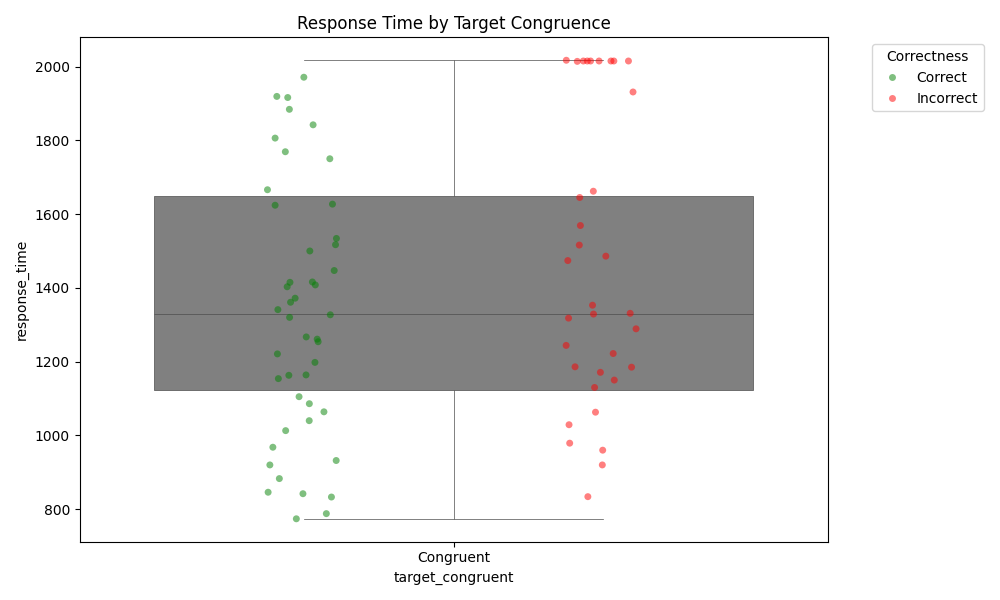 Response Time by Target Congruence
Correctness
Correct
Incorrect
response_time
2000
1800
1600
1400
1200
1000
800
Congruent
target_congruent